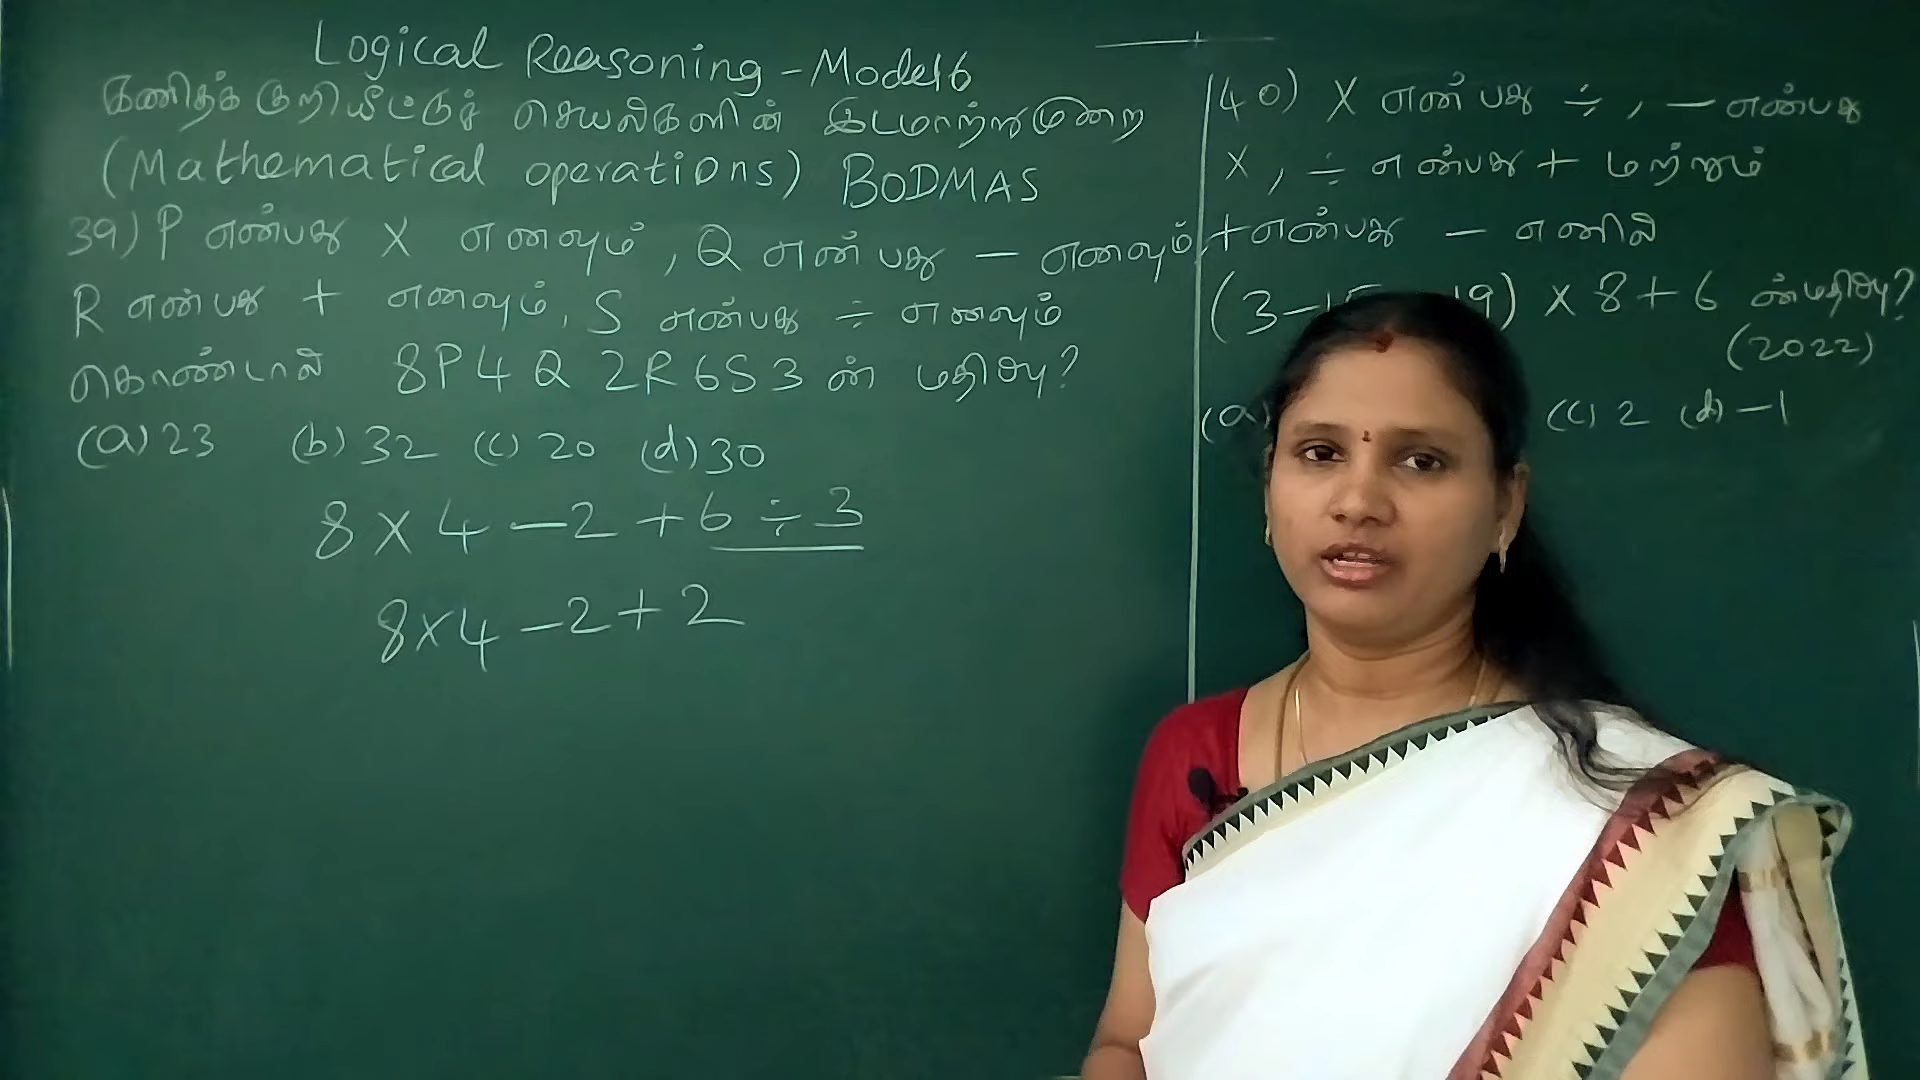 Logical Reasoning - Model 6
கணிதக் குறியீட்டுச் செயலிகளின் இடமாற்றுமுறை
(Mathematical operations) BODMAS
39) P என்பது X எனவும், Q என்பது - எனவும்,
R என்பது + எனவும், S என்பது ÷ எனவும்
கொண்டால் 8P4Q2R6S3 ன் மதிப்பு?
(a) 23 (b) 32 (c) 20 (d) 30
8 X 4 - 2 + 6 ÷ 3
8 X 4 - 2 + 2
40) X என்பது ÷, - என்பது
X, ÷ என்பது + மற்றும்
+ என்பது - எனில்
(3 - 19) X 8 + 6 ன்மதிப்பு?
(2022)
(a) (c) 2 (d) -1